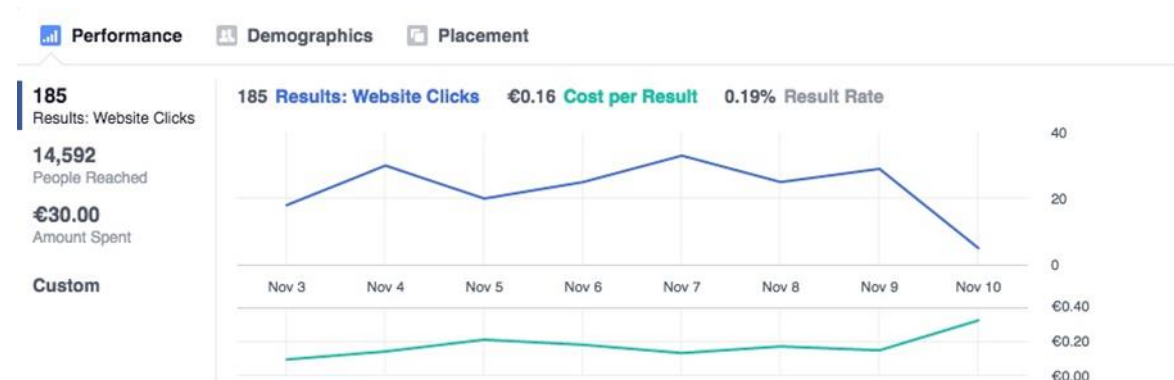 Performance Demographics Placement
185
Results: Website Clicks
14,592
People Reached
€30.00
Amount Spent
Custom
185 Results: Website Clicks €0.16 Cost per Result 0.19% Result Rate
40
20
0
Nov 3 Nov 4 Nov 5 Nov 6 Nov 7 Nov 8 Nov 9 Nov 10
€0.40
€0.20
€0.00